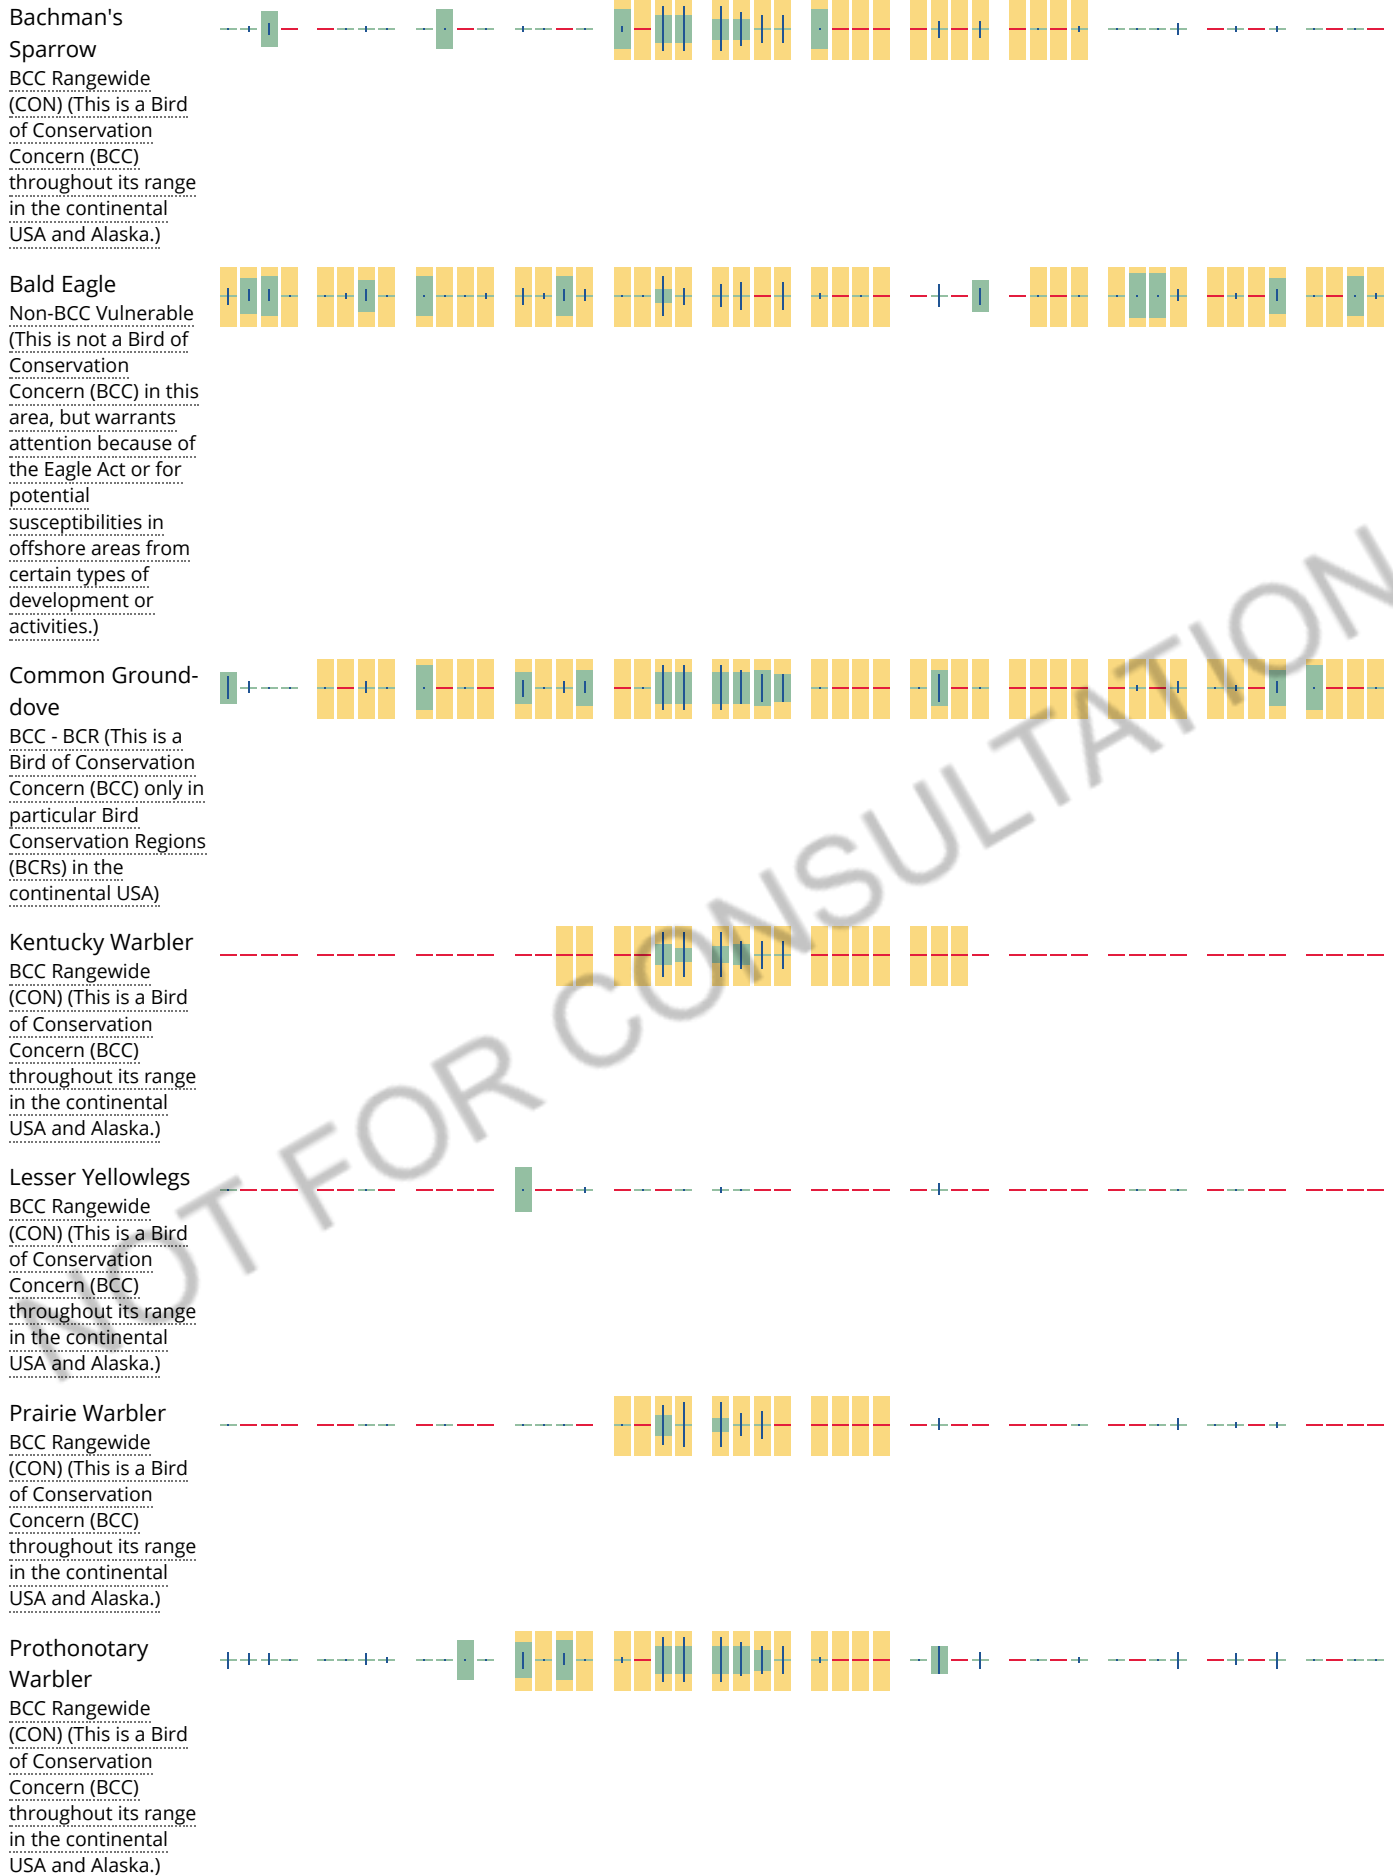 Bachman's
Sparrow
BCC Rangewide
(CON) (This is a Bird
of Conservation
Concern (BCC)
throughout its range
in the continental
USA and Alaska.)
Bald Eagle
Non-BCC Vulnerable
(This is not a Bird of
Conservation
Concern (BCC) in this
area, but warrants
attention because of
the Eagle Act or for
potential
susceptibilities in
offshore areas from
certain types of
development or
activities.)
Common Ground-
dove
BCC - BCR (This is a
Bird of Conservation
Concern (BCC) only in
particular Bird
Conservation Regions
(BCRs) in the
continental USA)
Kentucky Warbler
BCC Rangewide
(CON) (This is a Bird
of Conservation
Concern (BCC)
throughout its range
in the continental
USA and Alaska.)
Lesser Yellowlegs
BCC Rangewide
(CON) (This is a Bird
of Conservation
Concern (BCC)
throughout its range
in the continental
USA and Alaska.)
Prairie Warbler
BCC Rangewide
(CON) (This is a Bird
of Conservation
Concern (BCC)
throughout its range
in the continental
USA and Alaska.)
Prothonotary
Warbler
BCC Rangewide
(CON) (This is a Bird
of Conservation
Concern (BCC)
throughout its range
in the continental
USA and Alaska.)
NOT FOR CONSULTATION